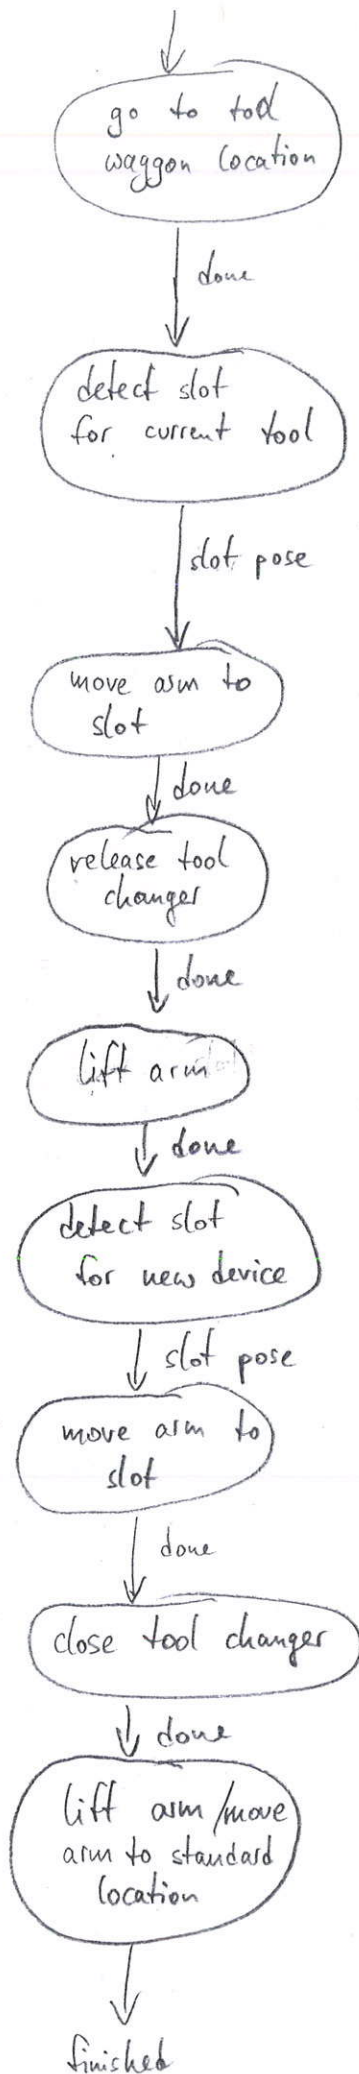 go to tool
waggon location
done
detect slot
for current tool
slot pose
move arm to
slot
done
release tool
changer
done
lift arm
done
detect slot
for new device
slot pose
move arm to
slot
done
close tool changer
done
lift arm/move
arm to standard
location
finished